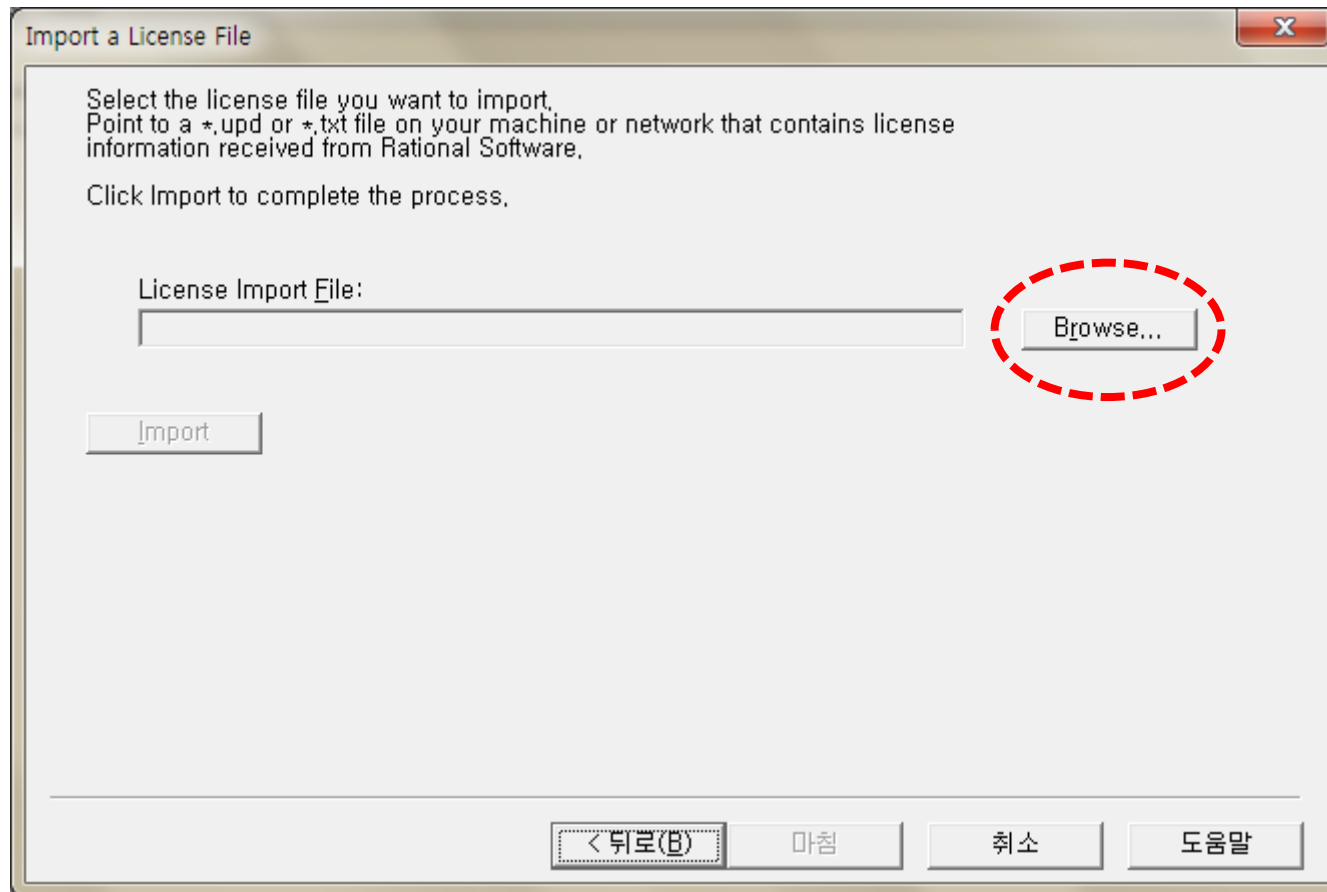 Import a License File
Select the license file you want to import,
Point to a *,upd or *,txt file on your machine or network that contains license
information received from Rational Software,
Click Import to complete the process,
License Import File:
Browse,,,
Import
< 뒤로(B)
마침
취소
도움말